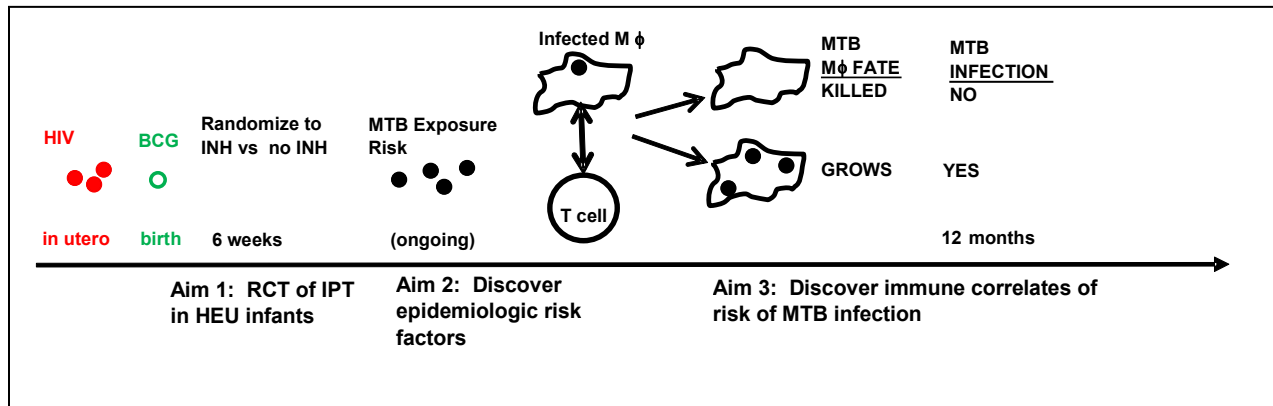 Infected M ϕ
MTB
Mϕ FATE
KILLED
MTB
INFECTION
NO
HIV
BCG
Randomize to
INH vs no INH
MTB Exposure
Risk
T cell
GROWS
YES
in utero
birth
6 weeks
(ongoing)
12 months
Aim 1: RCT of IPT
in HEU infants
Aim 2: Discover
epidemiologic risk
factors
Aim 3: Discover immune correlates of
risk of MTB infection